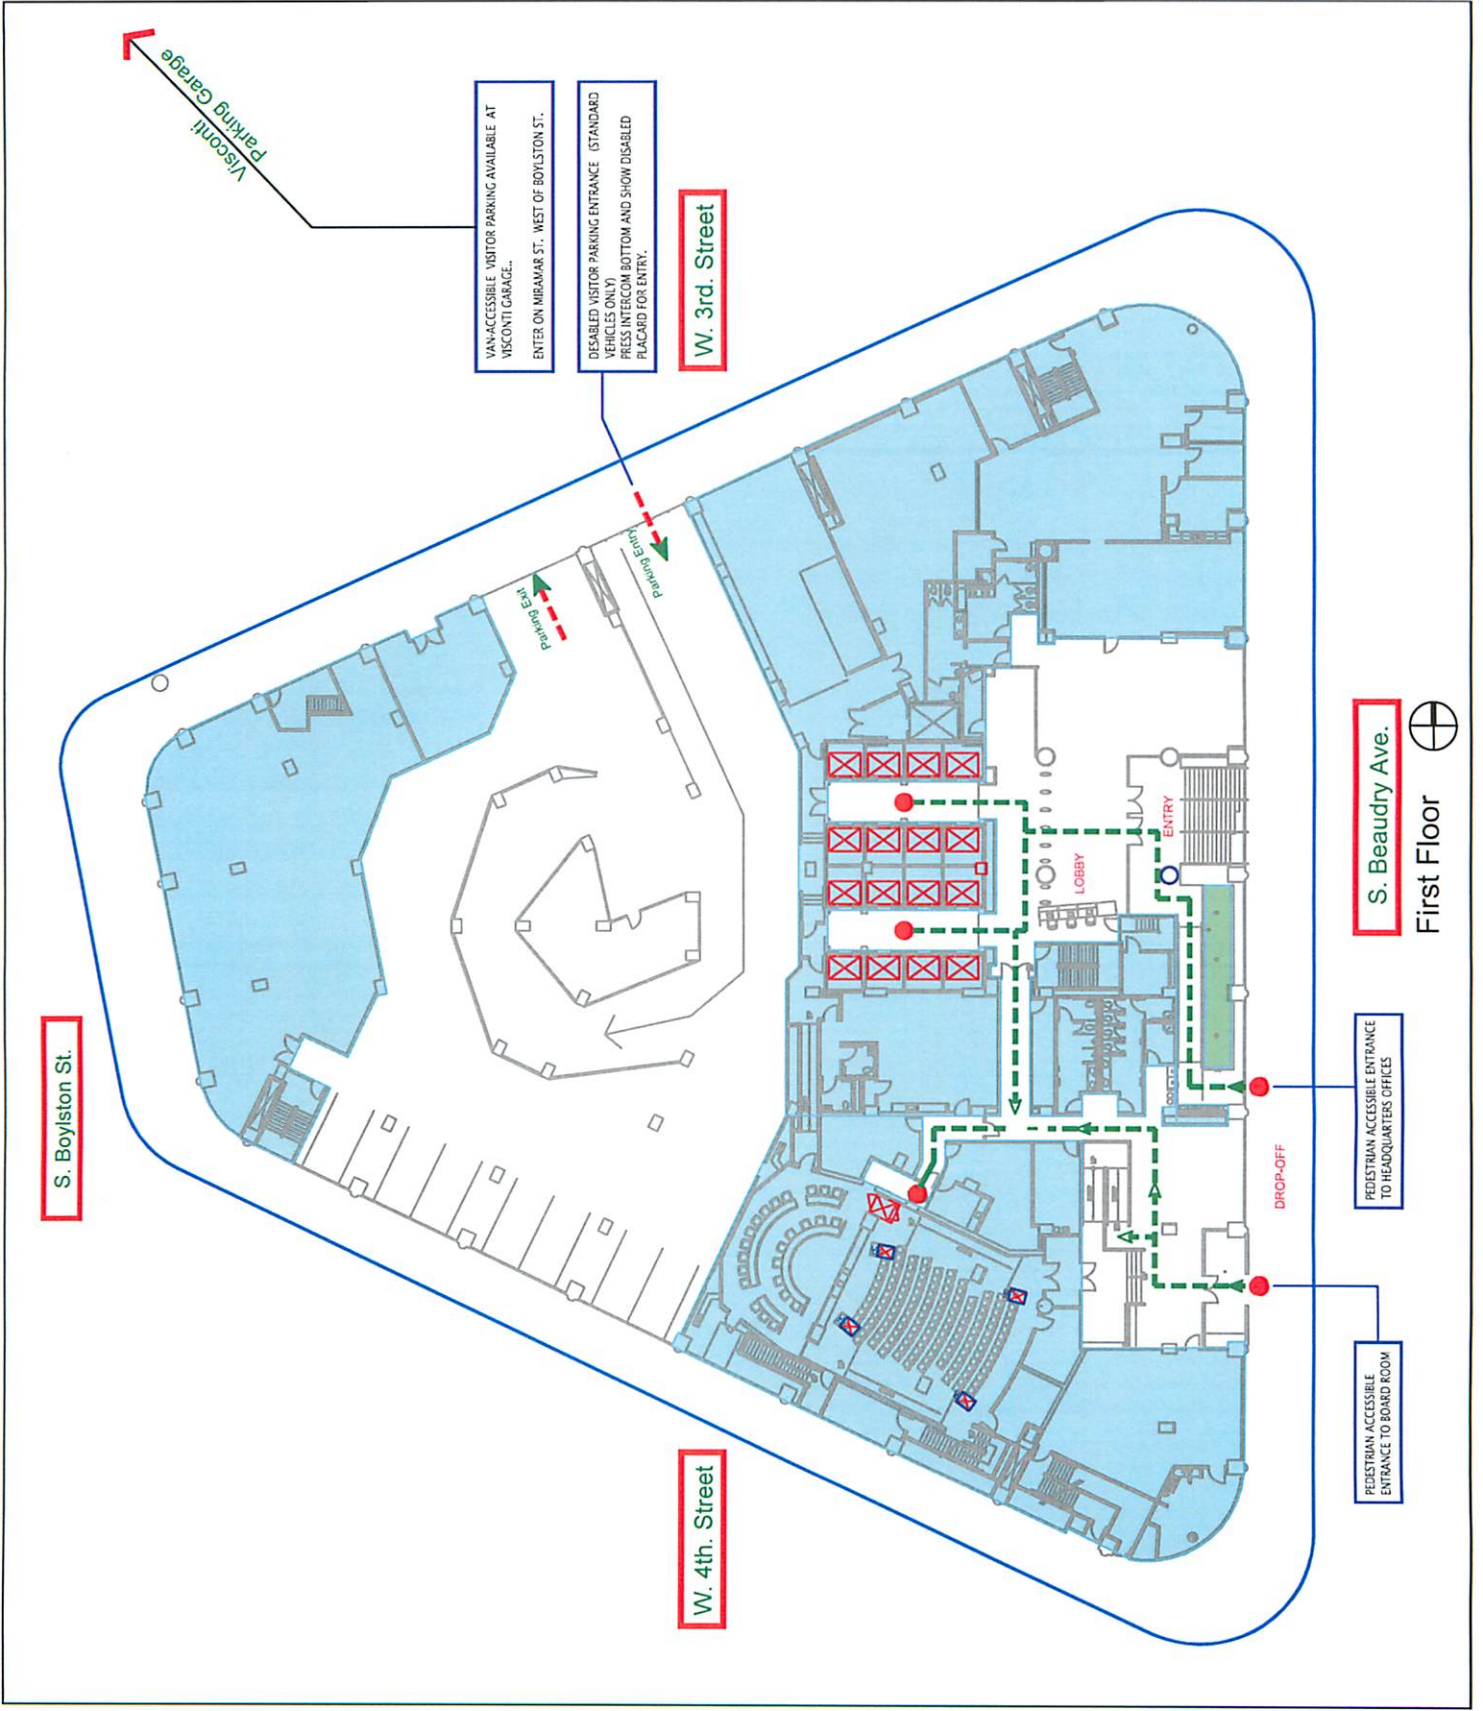 Visconti
Parking Garage
VAN-ACCESSIBLE VISITOR PARKING AVAILABLE AT
VISCONTI GARAGE..
ENTER ON MIRAMAR ST. WEST OF BOYLSTON ST.
DESABLED VISITOR PARKING ENTRANCE (STANDARD
VEHICLES ONLY)
PRESS INTERCOM BOTTOM AND SHOW DISABLED
PLACARD FOR ENTRY.
W. 3rd. Street
Parking Exit
Parking Entry
S. Boylston St.
LOBBY
ENTRY
S. Beaudry Ave.
First Floor
PEDESTRIAN ACCESSIBLE ENTRANCE
TO HEADQUARTERS OFFICES
DROP-OFF
PEDESTRIAN ACCESSIBLE
ENTRANCE TO BOARD ROOM
W. 4th. Street